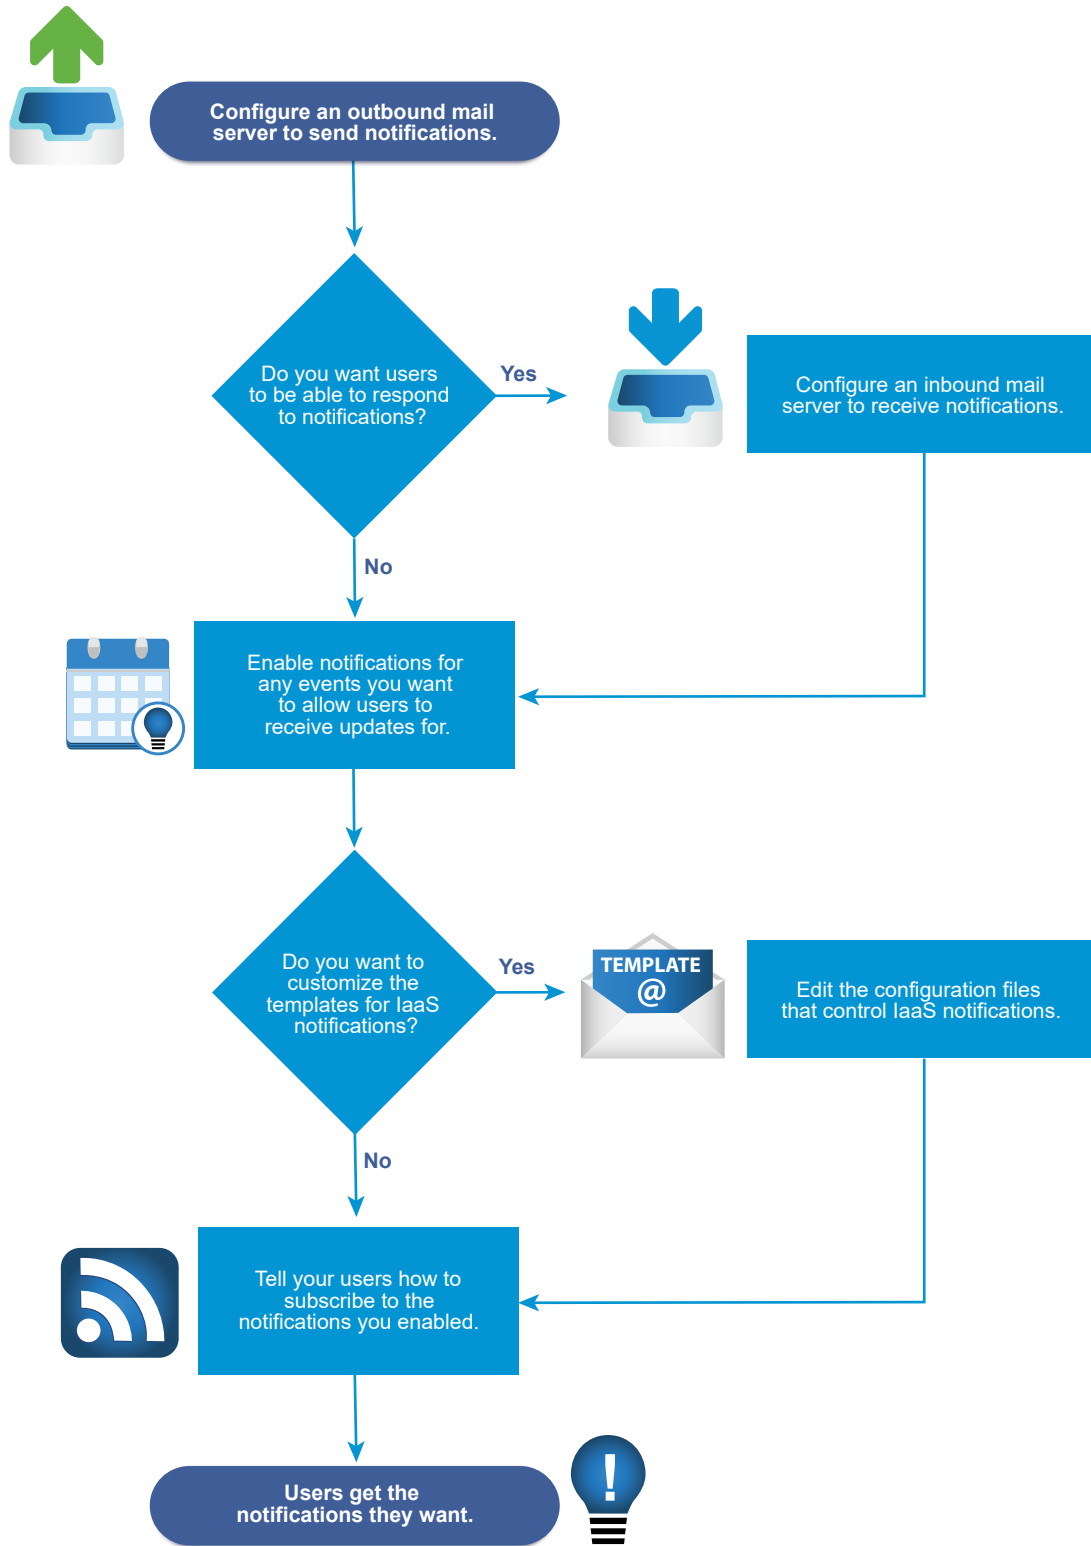 Configure an outbound mail
server to send notifications.
Do you want users
to be able to respond
to notifications?
Yes
Configure an inbound mail
server to receive notifications.
No
Enable notifications for
any events you want
to allow users to
receive updates for.
Do you want to
customize the
templates for IaaS
notifications?
Yes
TEMPLATE
@
Edit the configuration files
that control IaaS notifications.
No
Tell your users how to
subscribe to the
notifications you enabled.
Users get the
notifications they want.
!